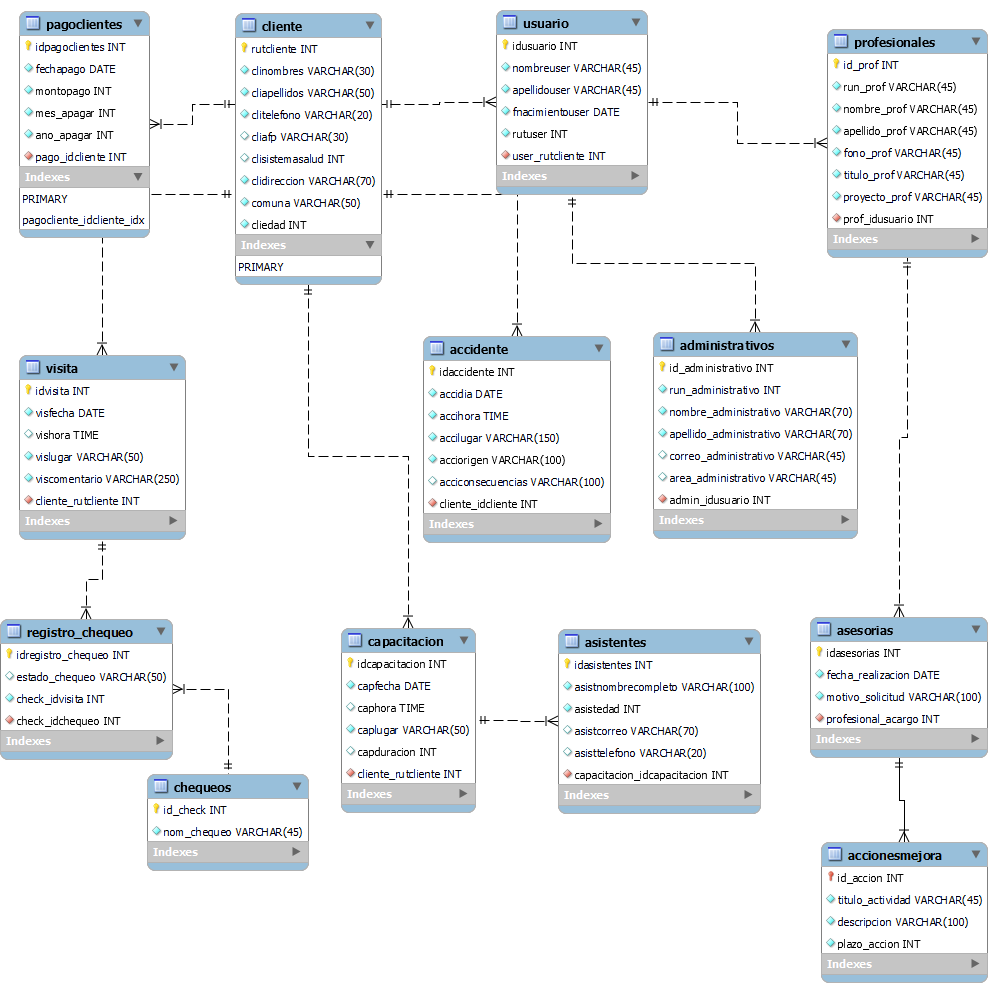 pagoclientes
idpagoclientes INT
fechapago DATE
montopago INT
mes_apagar INT
ano_apagar INT
pago_idcliente INT
Indexes
PRIMARY
pagocliente_idcliente_idx
cliente
rutcliente INT
clinombres VARCHAR(30)
cliapellidos VARCHAR(50)
clitelefono VARCHAR(20)
cliafp VARCHAR(30)
clisistemasalud INT
clidireccion VARCHAR(70)
comuna VARCHAR(50)
cliedad INT
Indexes
PRIMARY
usuario
idusuario INT
nombreuser VARCHAR(45)
apellidouser VARCHAR(45)
fnacimientouser DATE
rutuser INT
user_rutcliente INT
Indexes
profesionales
id_prof INT
run_prof VARCHAR(45)
nombre_prof VARCHAR(45)
apellido_prof VARCHAR(45)
fono_prof VARCHAR(45)
titulo_prof VARCHAR(45)
proyecto_prof VARCHAR(45)
prof_idusuario INT
Indexes
visita
idvisita INT
visfecha DATE
vishora TIME
vislugar VARCHAR(50)
viscomentario VARCHAR(250)
cliente_rutcliente INT
Indexes
accidente
idaccidente INT
accidia DATE
accihora TIME
accilugar VARCHAR(150)
acciorigen VARCHAR(100)
acciconsecuencias VARCHAR(100)
cliente_idcliente INT
Indexes
administrativos
id_administrativo INT
run_administrativo INT
nombre_administrativo VARCHAR(70)
apellido_administrativo VARCHAR(70)
correo_administrativo VARCHAR(45)
area_administrativo VARCHAR(45)
admin_idusuario INT
Indexes
registro_chequeo
idregistro_chequeo INT
estado_chequeo VARCHAR(50)
check_idvisita INT
check_idchequeo INT
Indexes
chequeos
id_check INT
nom_chequeo VARCHAR(45)
Indexes
capacitacion
idcapacitacion INT
capfecha DATE
caphora TIME
caplugar VARCHAR(50)
capduracion INT
cliente_rutcliente INT
Indexes
asistentes
idasistentes INT
asistnombrecompleto VARCHAR(100)
asistedad INT
asistcorreo VARCHAR(70)
asisttelefono VARCHAR(20)
capacitacion_idcapacitacion INT
Indexes
asesorias
idasesorias INT
fecha_realizacion DATE
motivo_solicitud VARCHAR(100)
profesional_acargo INT
Indexes
accionesmejora
id_accion INT
titulo_actividad VARCHAR(45)
descripcion VARCHAR(100)
plazo_accion INT
Indexes